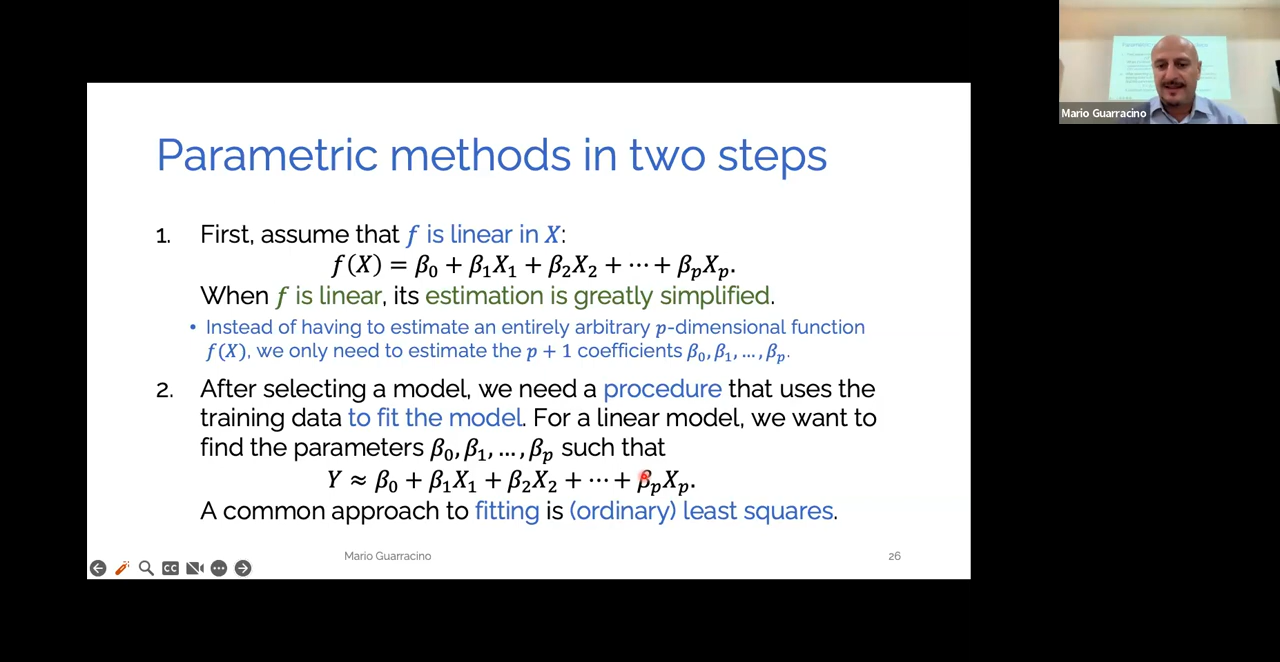 Parametric methods in two steps
1. First, assume that f is linear in X:
f(X) = β₀ + β₁X₁ + β₂X₂ + ⋯ + βₚXₚ.
When f is linear, its estimation is greatly simplified.
• Instead of having to estimate an entirely arbitrary p-dimensional function
f(X), we only need to estimate the p + 1 coefficients β₀, β₁, …, βₚ.
2. After selecting a model, we need a procedure that uses the
training data to fit the model. For a linear model, we want to
find the parameters β₀, β₁, …, βₚ such that
Y ≈ β₀ + β₁X₁ + β₂X₂ + ⋯ + βₚXₚ.
A common approach to fitting is (ordinary) least squares.
Mario Guarracino
26
CC
Mario Guarracino